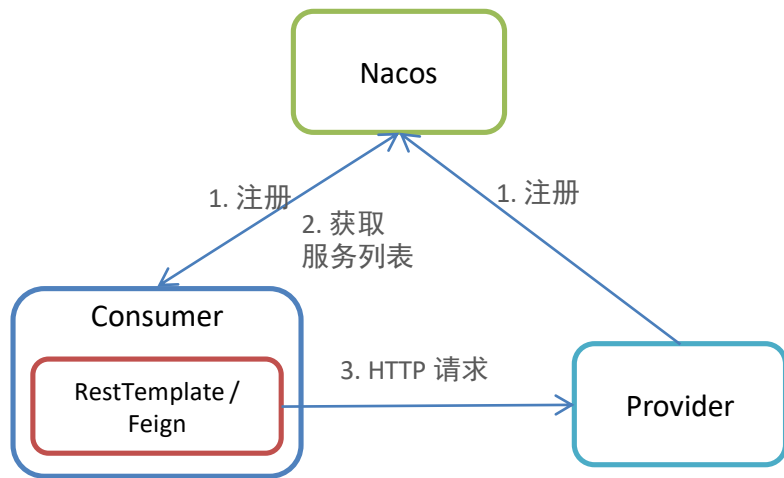 Nacos
1. 注册
1. 注册
2. 获取
服务列表
Consumer
RestTemplate /
Feign
3. HTTP 请求
Provider